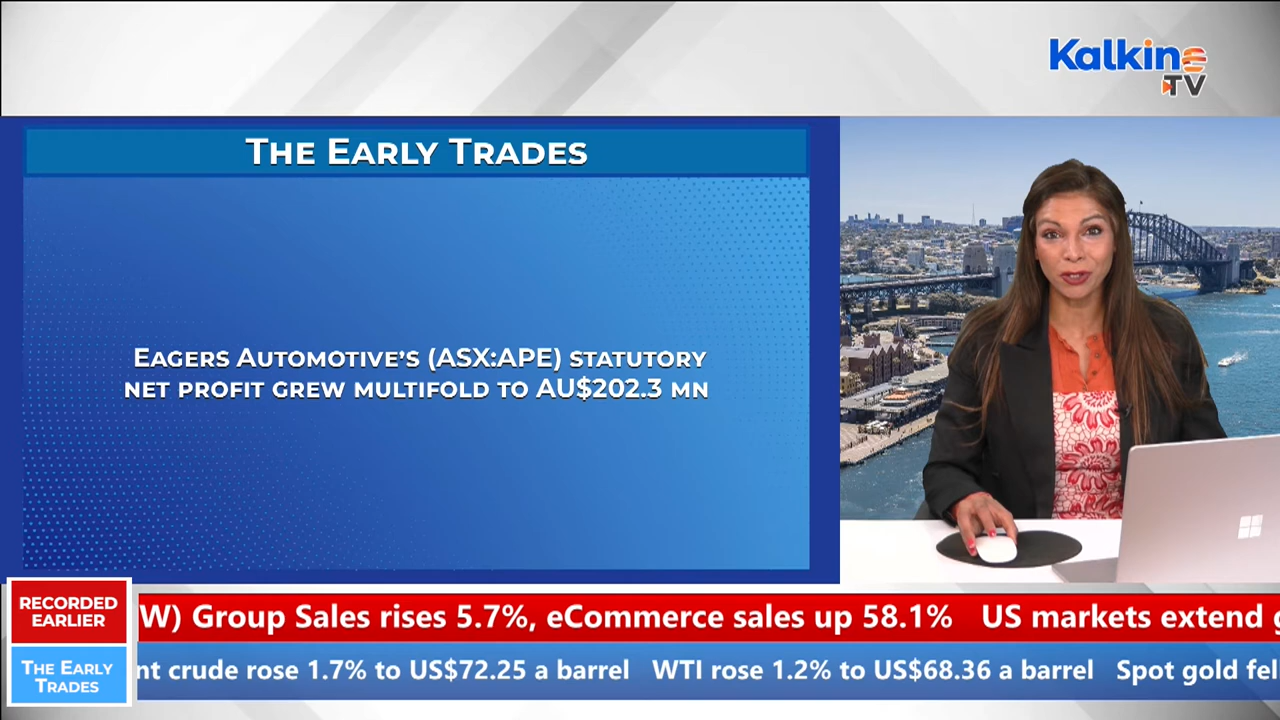 Kalkine
TV
The Early Trades
Eagers Automotive's (ASX:APE) statutory
net profit grew multifold to AU$202.3 mn
RECORDED
EARLIER
W) Group Sales rises 5.7%, eCommerce sales up 58.1% US markets extend g
The Early
Trades
nt crude rose 1.7% to US$72.25 a barrel WTI rose 1.2% to US$68.36 a barrel Spot gold fel